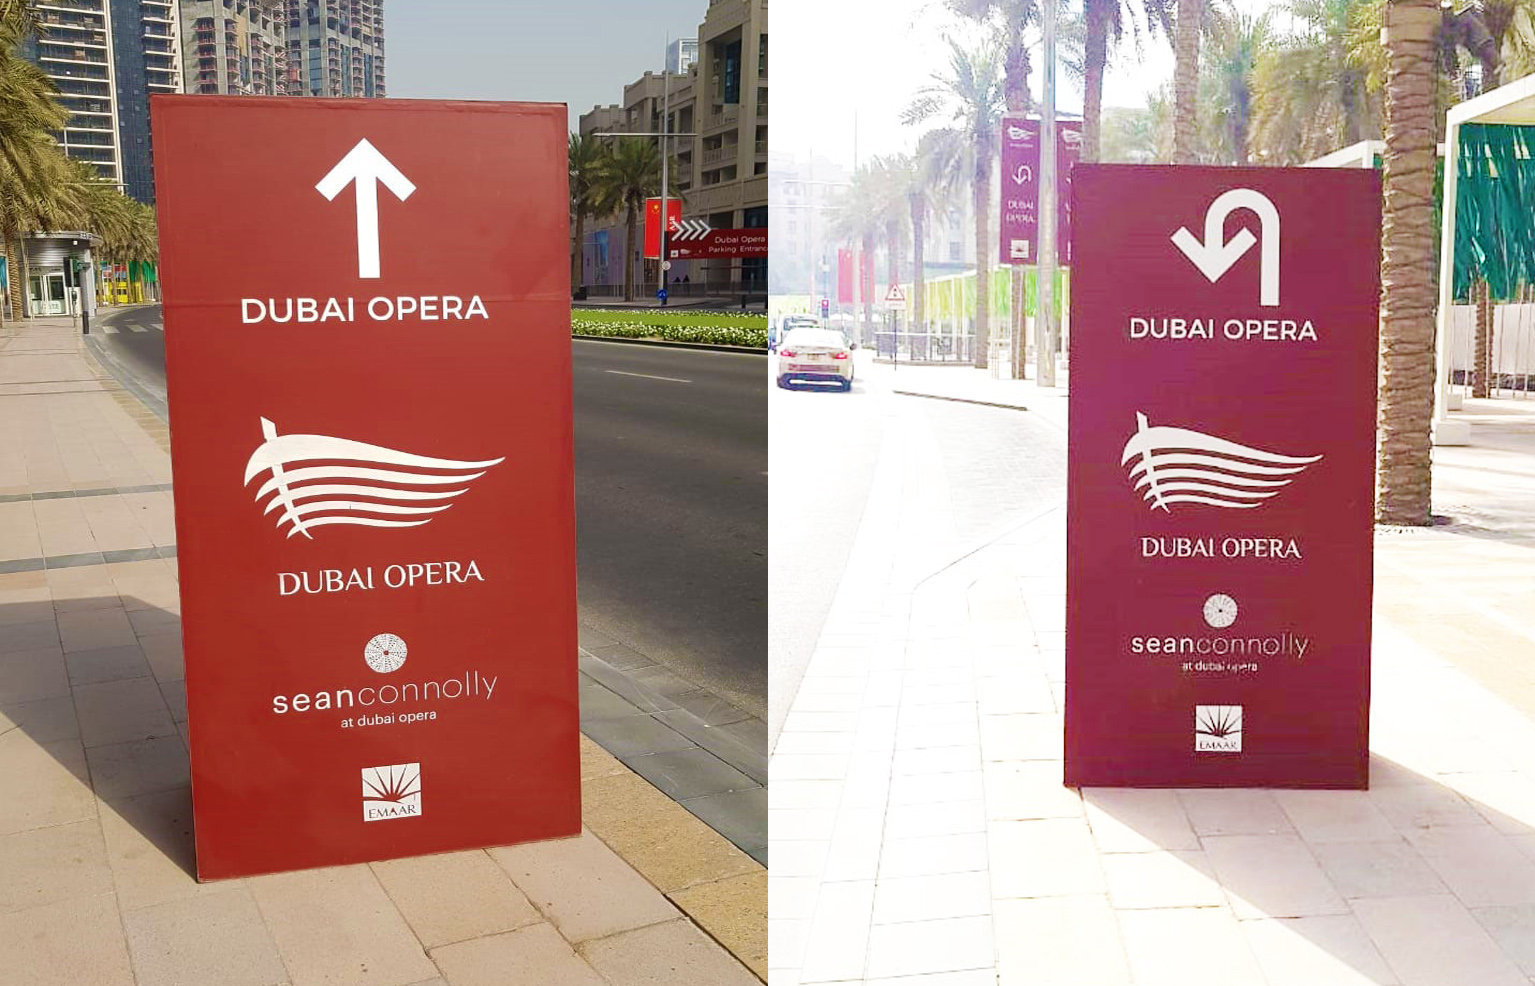 DUBAI OPERA
DUBAI OPERA
seanconnolly
at dubai opera
EMAAR
Dubai Opera
Parking Entrance
DUBAI
OPERA
DUBAI OPERA
DUBAI OPERA
seanconnolly
at dubai opera
EMAAR